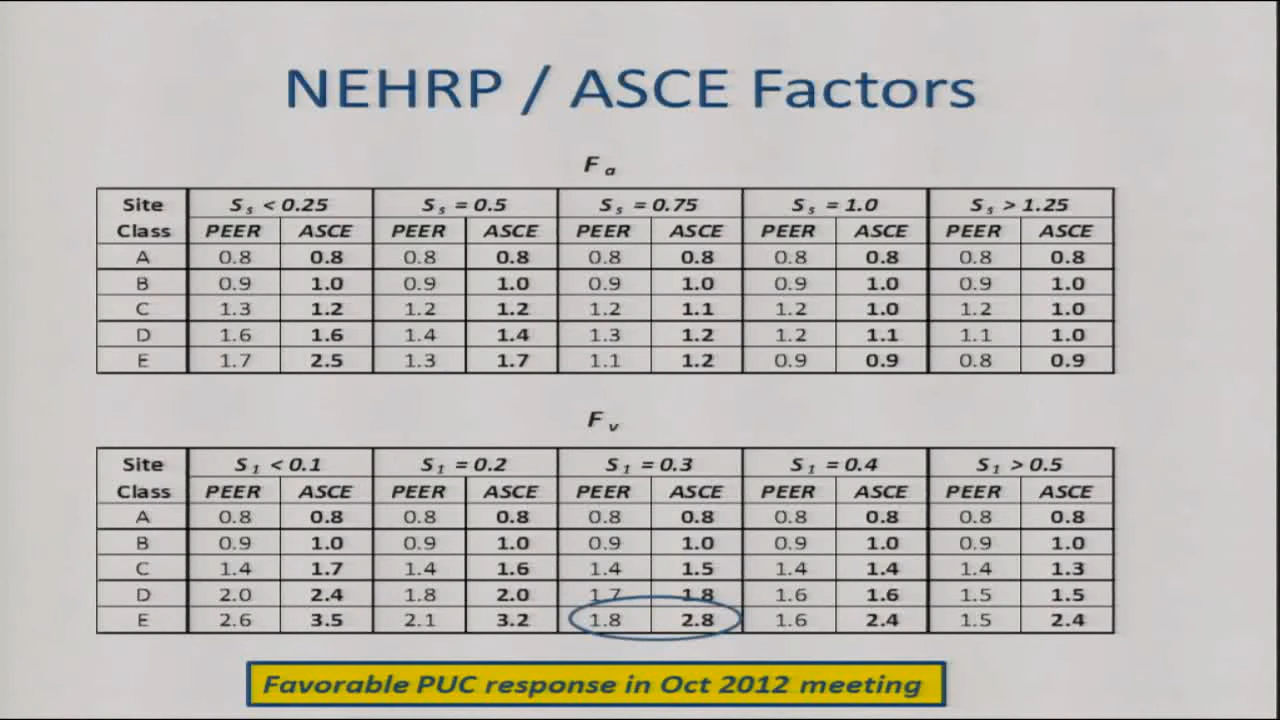 NEHRP / ASCE Factors
F a
Site Class S s < 0.25 S s = 0.5 S s = 0.75 S s = 1.0 S s > 1.25
PEER ASCE PEER ASCE PEER ASCE PEER ASCE PEER ASCE
A 0.8 0.8 0.8 0.8 0.8 0.8 0.8 0.8 0.8 0.8
B 0.9 1.0 0.9 1.0 0.9 1.0 0.9 1.0 0.9 1.0
C 1.3 1.2 1.2 1.2 1.2 1.1 1.2 1.0 1.2 1.0
D 1.6 1.6 1.4 1.4 1.3 1.2 1.2 1.1 1.1 1.0
E 1.7 2.5 1.3 1.7 1.1 1.2 0.9 0.9 0.8 0.9
F v
Site Class S 1 < 0.1 S 1 = 0.2 S 1 = 0.3 S 1 = 0.4 S 1 > 0.5
PEER ASCE PEER ASCE PEER ASCE PEER ASCE PEER ASCE
A 0.8 0.8 0.8 0.8 0.8 0.8 0.8 0.8 0.8 0.8
B 0.9 1.0 0.9 1.0 0.9 1.0 0.9 1.0 0.9 1.0
C 1.4 1.7 1.4 1.6 1.4 1.5 1.4 1.4 1.4 1.3
D 2.0 2.4 1.8 2.0 1.7 1.8 1.6 1.6 1.5 1.5
E 2.6 3.5 2.1 3.2 1.8 2.8 1.6 2.4 1.5 2.4
Favorable PUC response in Oct 2012 meeting